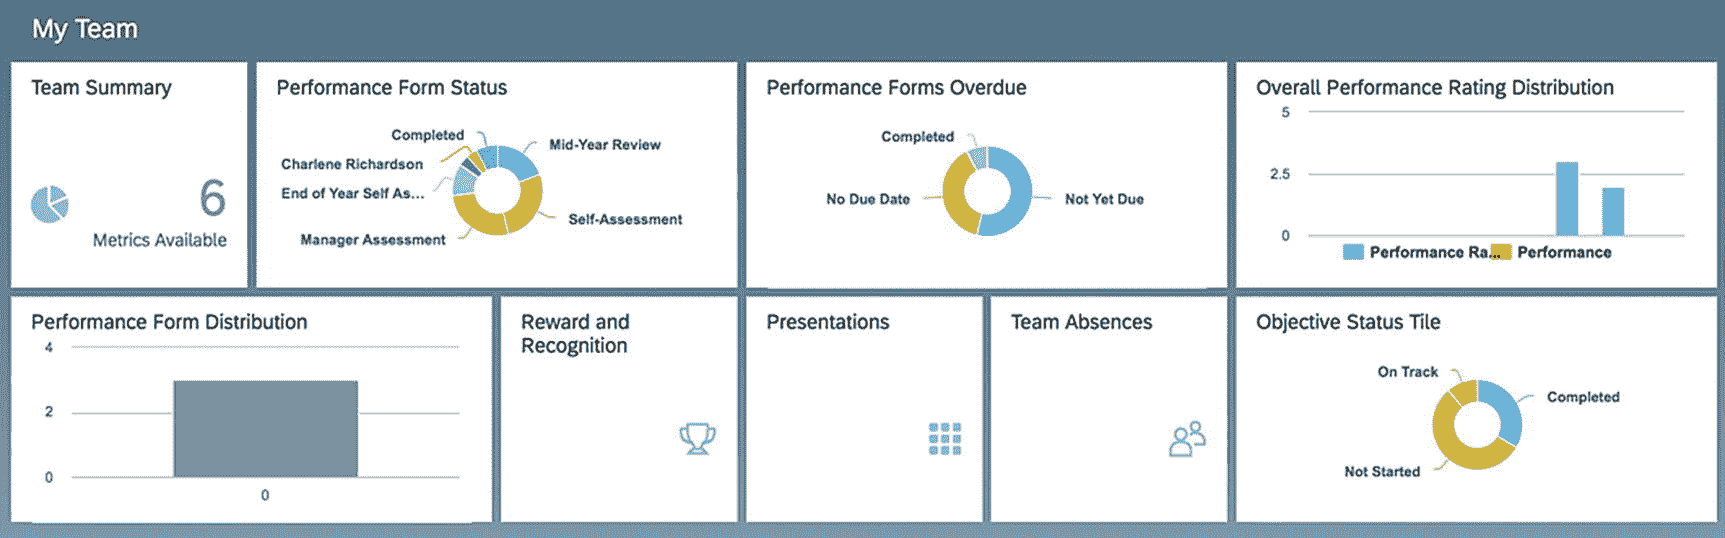 My Team
Team Summary
6
Metrics Available
Performance Form Status
Completed
Mid-Year Review
Charlene Richardson
End of Year Self As...
Self-Assessment
Manager Assessment
Performance Forms Overdue
Completed
No Due Date
Not Yet Due
Overall Performance Rating Distribution
5
2.5
0
Performance Ra... Performance
Performance Form Distribution
4
2
0
0
Reward and
Recognition
Presentations
Team Absences
Objective Status Tile
On Track
Completed
Not Started